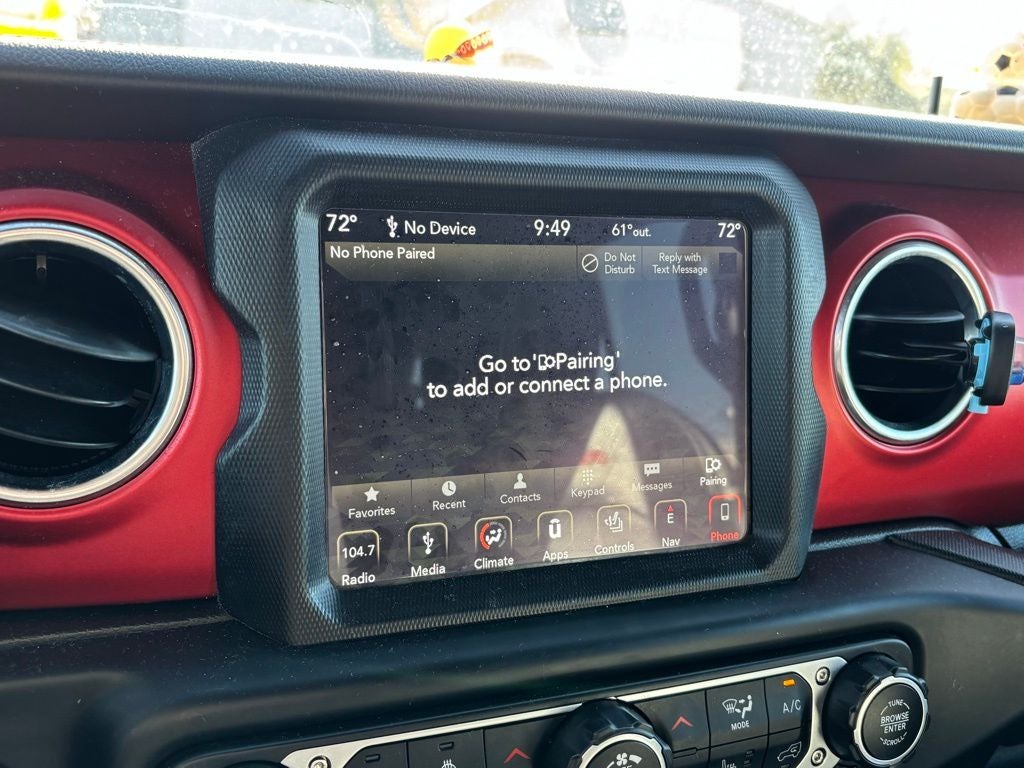 72° No Device 9:49 61°out. 72°
No Phone Paired
Do Not
Disturb
Reply with
Text Message
Go to 'Pairing'
to add or connect a phone.
Favorites Recent Contacts Keypad Messages Pairing
104.7 E
Radio Media Climate Apps Controls Nav Phone
MODE
A/C
TUNE
BROWSE
ENTER
SCROLL